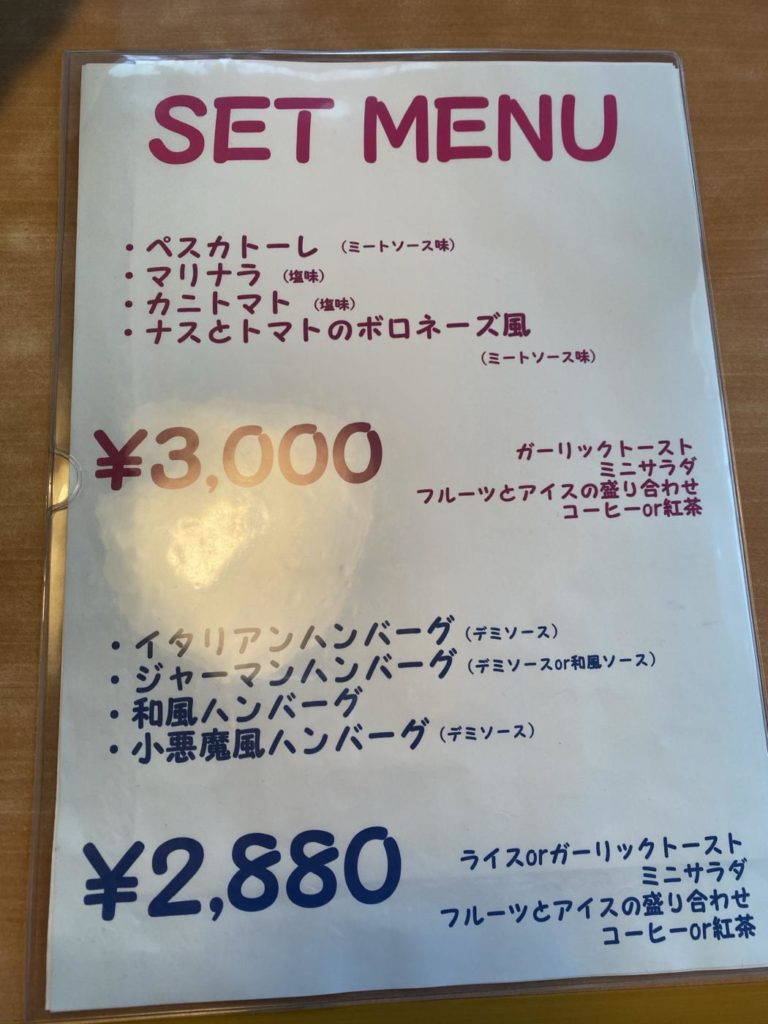 SET MENU
・ペスカトーレ （ミートソース味）
・マリナラ （塩味）
・カニトマト （塩味）
・ナスとトマトのボロネーズ風
（ミートソース味）
¥3,000
ガーリックトースト
ミニサラダ
フルーツとアイスの盛り合わせ
コーヒーor紅茶
・イタリアンハンバーグ（デミソース）
・ジャーマンハンバーグ（デミソースor和風ソース）
・和風ハンバーグ
・小悪魔風ハンバーグ（デミソース）
¥2,880
ライスorガーリックトースト
ミニサラダ
フルーツとアイスの盛り合わせ
コーヒーor紅茶